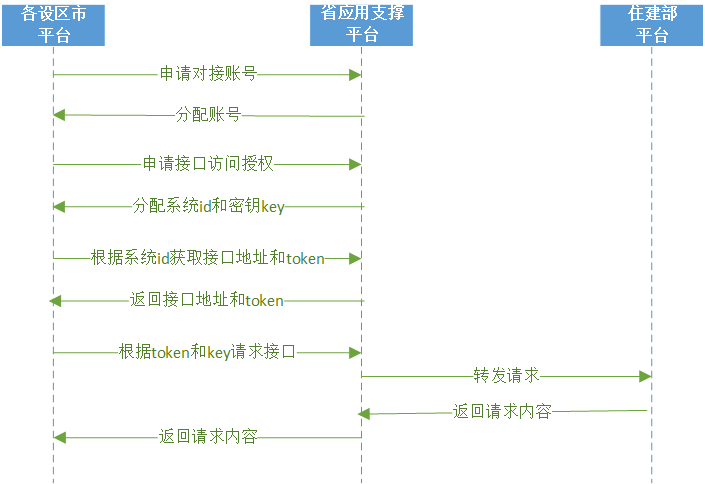 各设区市
平台
省应用支撑
平台
住建部
平台
申请对接账号
分配账号
申请接口访问授权
分配系统id和密钥key
根据系统id获取接口地址和token
返回接口地址和token
根据token和key请求接口
转发请求
返回请求内容
返回请求内容